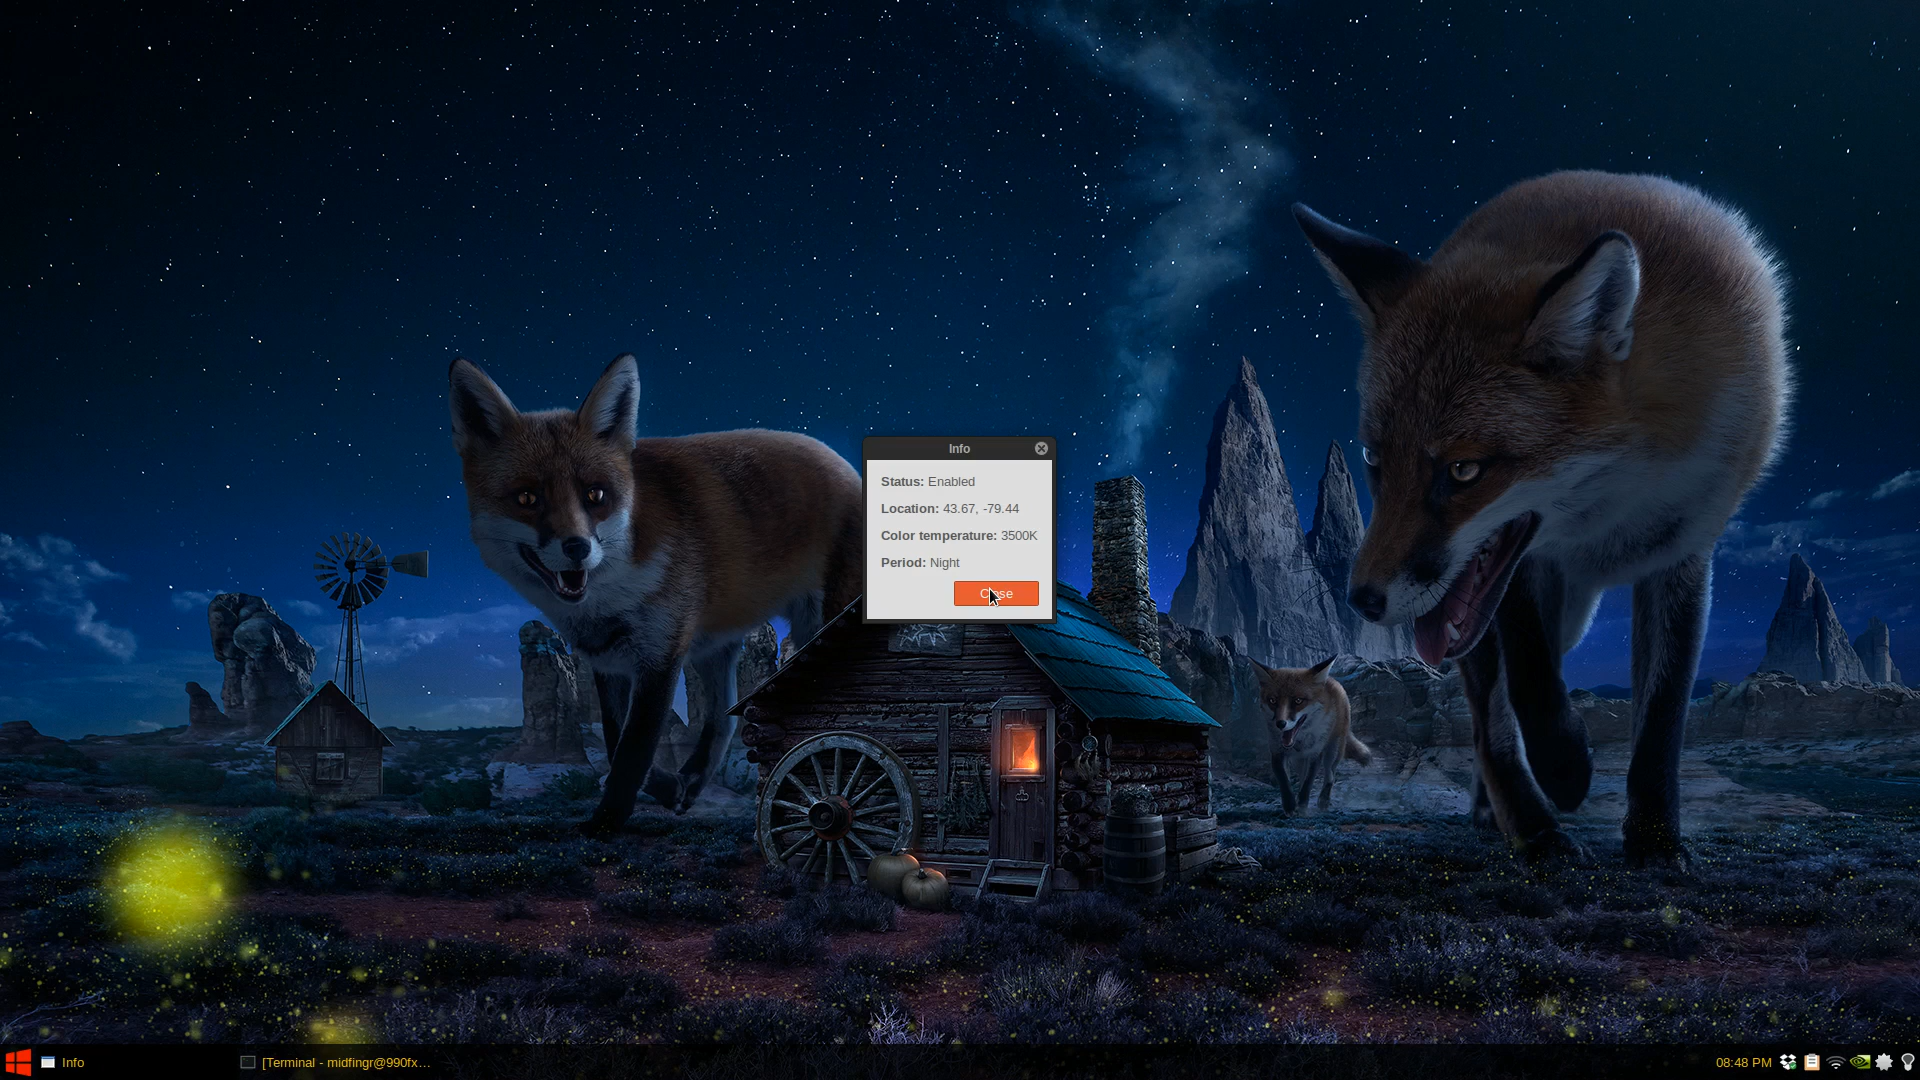 Info
Status: Enabled
Location: 43.67, -79.44
Color temperature: 3500K
Period: Night
Close
Info
[Terminal - midfingr@990fx...
08:48 PM